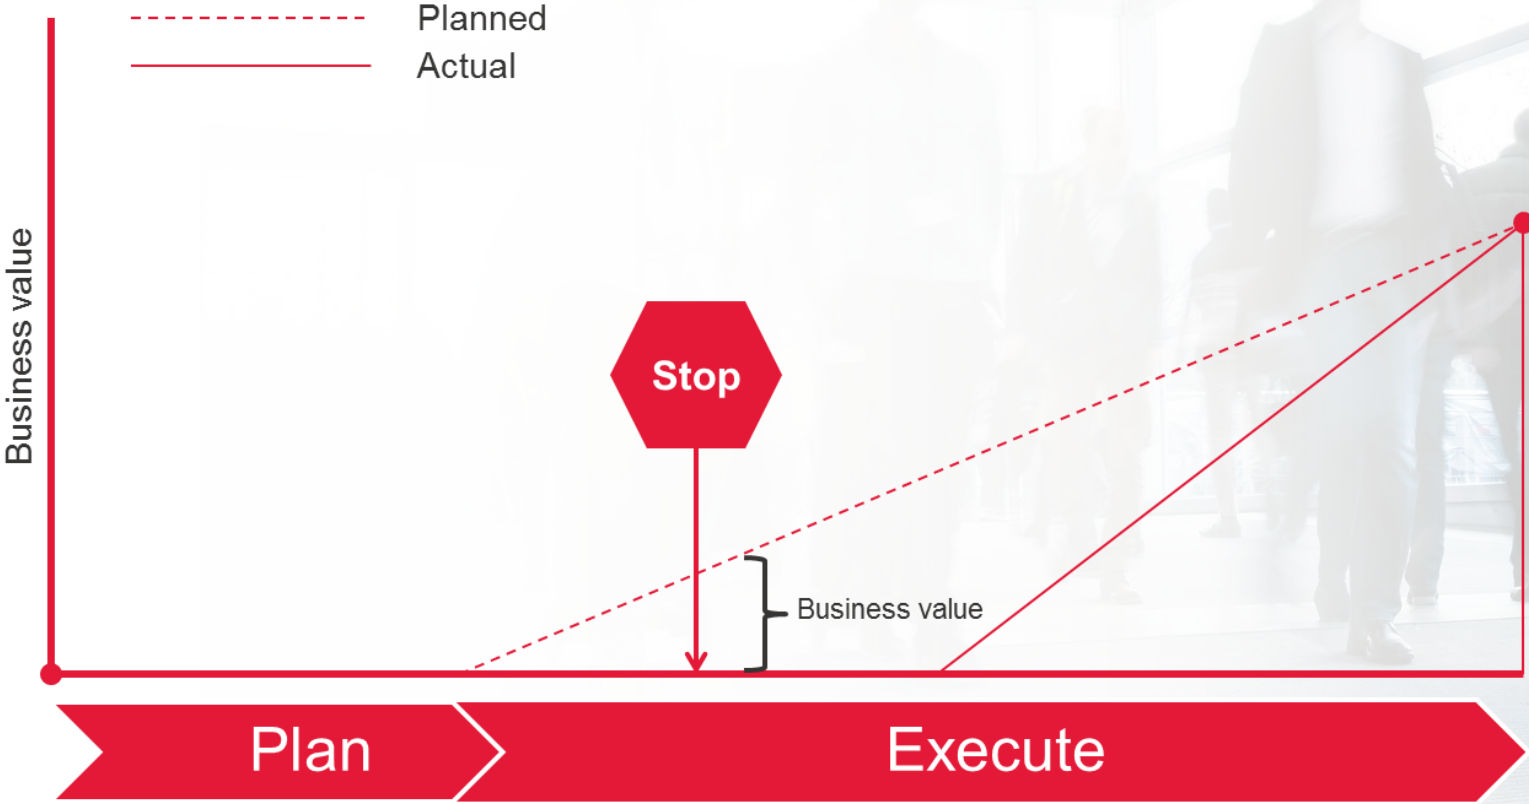 Planned
Actual
Business value
Stop
Business value
Plan
Execute